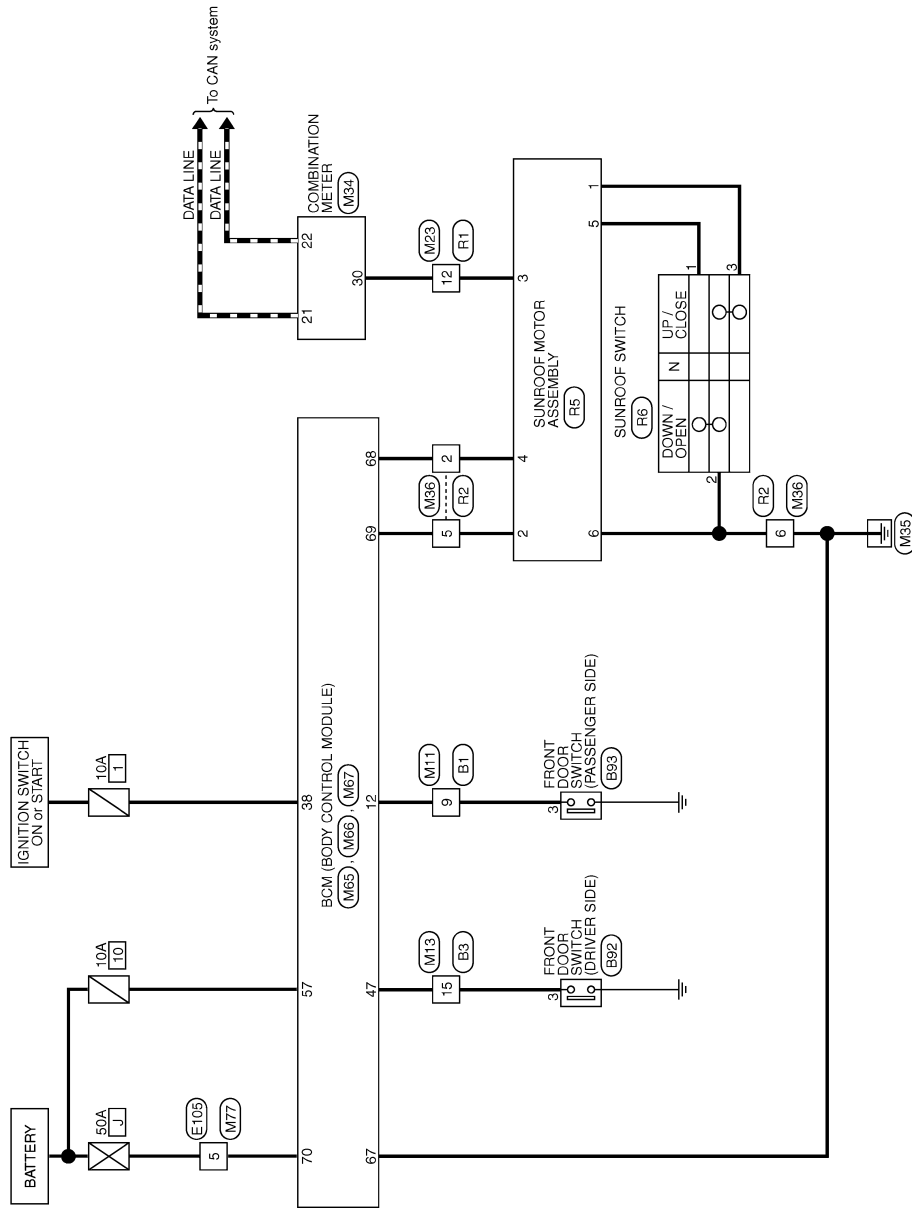 BATTERY
50A
J
E105
5
M77
70
10A
10
57
IGNITION SWITCH
ON or START
10A
1
38
BCM (BODY CONTROL MODULE)
M65 , M66 , M67
67
47
M13
15
B3
3
FRONT
DOOR
SWITCH
(DRIVER SIDE)
B92
12
M11
9
B1
3
FRONT
DOOR
SWITCH
(PASSENGER SIDE)
B93
69
68
M36
5
2
R2
2
4
DATA LINE
DATA LINE
To CAN system
21
22
COMBINATION
METER
M34
30
M23
12
R1
3
SUNROOF MOTOR
ASSEMBLY
R5
6
5
1
SUNROOF SWITCH
R6
DOWN /
OPEN
N
UP /
CLOSE
1
3
2
R2
6
M36
M35